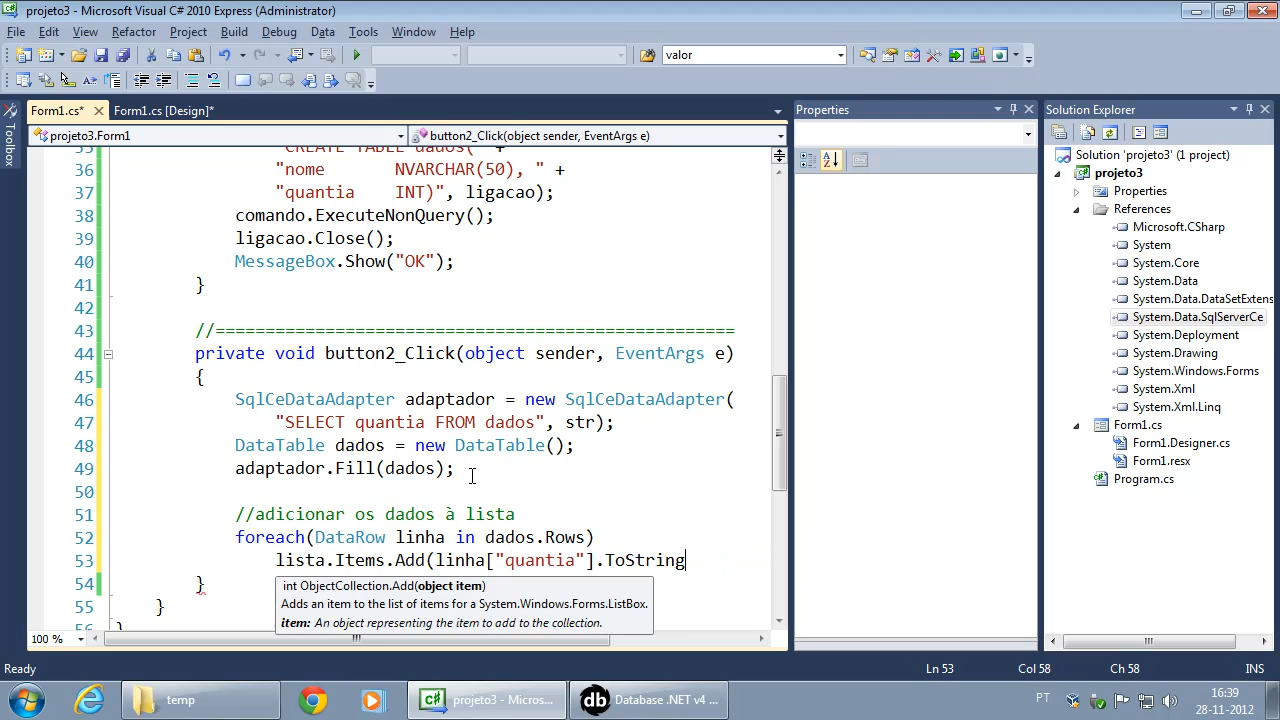 projeto3 - Microsoft Visual C# 2010 Express (Administrator)
File Edit View Refactor Project Build Debug Data Tools Window Help
valor
Form1.cs* Form1.cs [Design]*
projeto3.Form1 button2_Click(object sender, EventArgs e)
Toolbox
35 "CREATE TABLE dados(" +
36 "nome NVARCHAR(50), " +
37 "quantia INT)", ligacao);
38 comando.ExecuteNonQuery();
39 ligacao.Close();
40 MessageBox.Show("OK");
41 }
42
43 //====================================================
44 private void button2_Click(object sender, EventArgs e)
45 {
46 SqlCeDataAdapter adaptador = new SqlCeDataAdapter(
47 "SELECT quantia FROM dados", str);
48 DataTable dados = new DataTable();
49 adaptador.Fill(dados);
50
51 //adicionar os dados à lista
52 foreach(DataRow linha in dados.Rows)
53 lista.Items.Add(linha["quantia"].ToString
54 }
int ObjectCollection.Add(object item)
Adds an item to the list of items for a System.Windows.Forms.ListBox.
item: An object representing the item to add to the collection.
55 }
56 }
100 %
Properties
Solution Explorer
Solution 'projeto3' (1 project)
projeto3
Properties
References
Microsoft.CSharp
System
System.Core
System.Data
System.Data.DataSetExtens
System.Data.SqlServerCe
System.Deployment
System.Drawing
System.Windows.Forms
System.Xml
System.Xml.Linq
Form1.cs
Form1.Designer.cs
Form1.resx
Program.cs
Ready Ln 53 Col 58 Ch 58 INS
temp projeto3 - Micros... db Database .NET v4 ... PT 16:39
28-11-2012